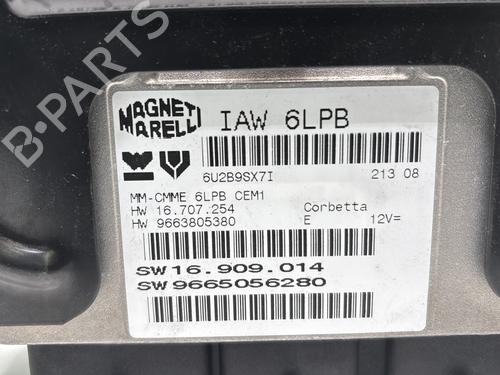 MAGNETI MARELLI
IAW 6LPB
6U2B9SX7I 213 08
MM-CMME 6LPB CEM1
HW 16.707.254 Corbetta
HW 9663805380 E 12V=
SW 16.909.014
SW 9665056280